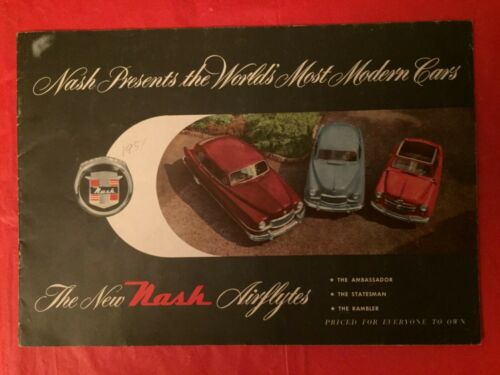 Nash Presents the World's Most Modern Cars
1951
Nash
The New Nash Airflytes
★ THE AMBASSADOR
★ THE STATESMAN
★ THE RAMBLER
PRICED FOR EVERYONE TO OWN